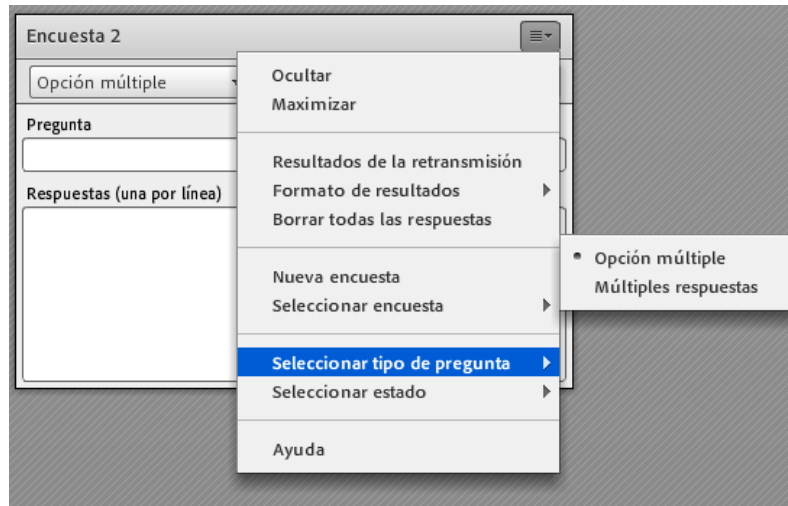 Encuesta 2
Opción múltiple
Pregunta
Respuestas (una por línea)
Ocultar
Maximizar
Resultados de la retransmisión
Formato de resultados
Borrar todas las respuestas
Nueva encuesta
Seleccionar encuesta
Seleccionar tipo de pregunta
Seleccionar estado
Ayuda
Opción múltiple
Múltiples respuestas